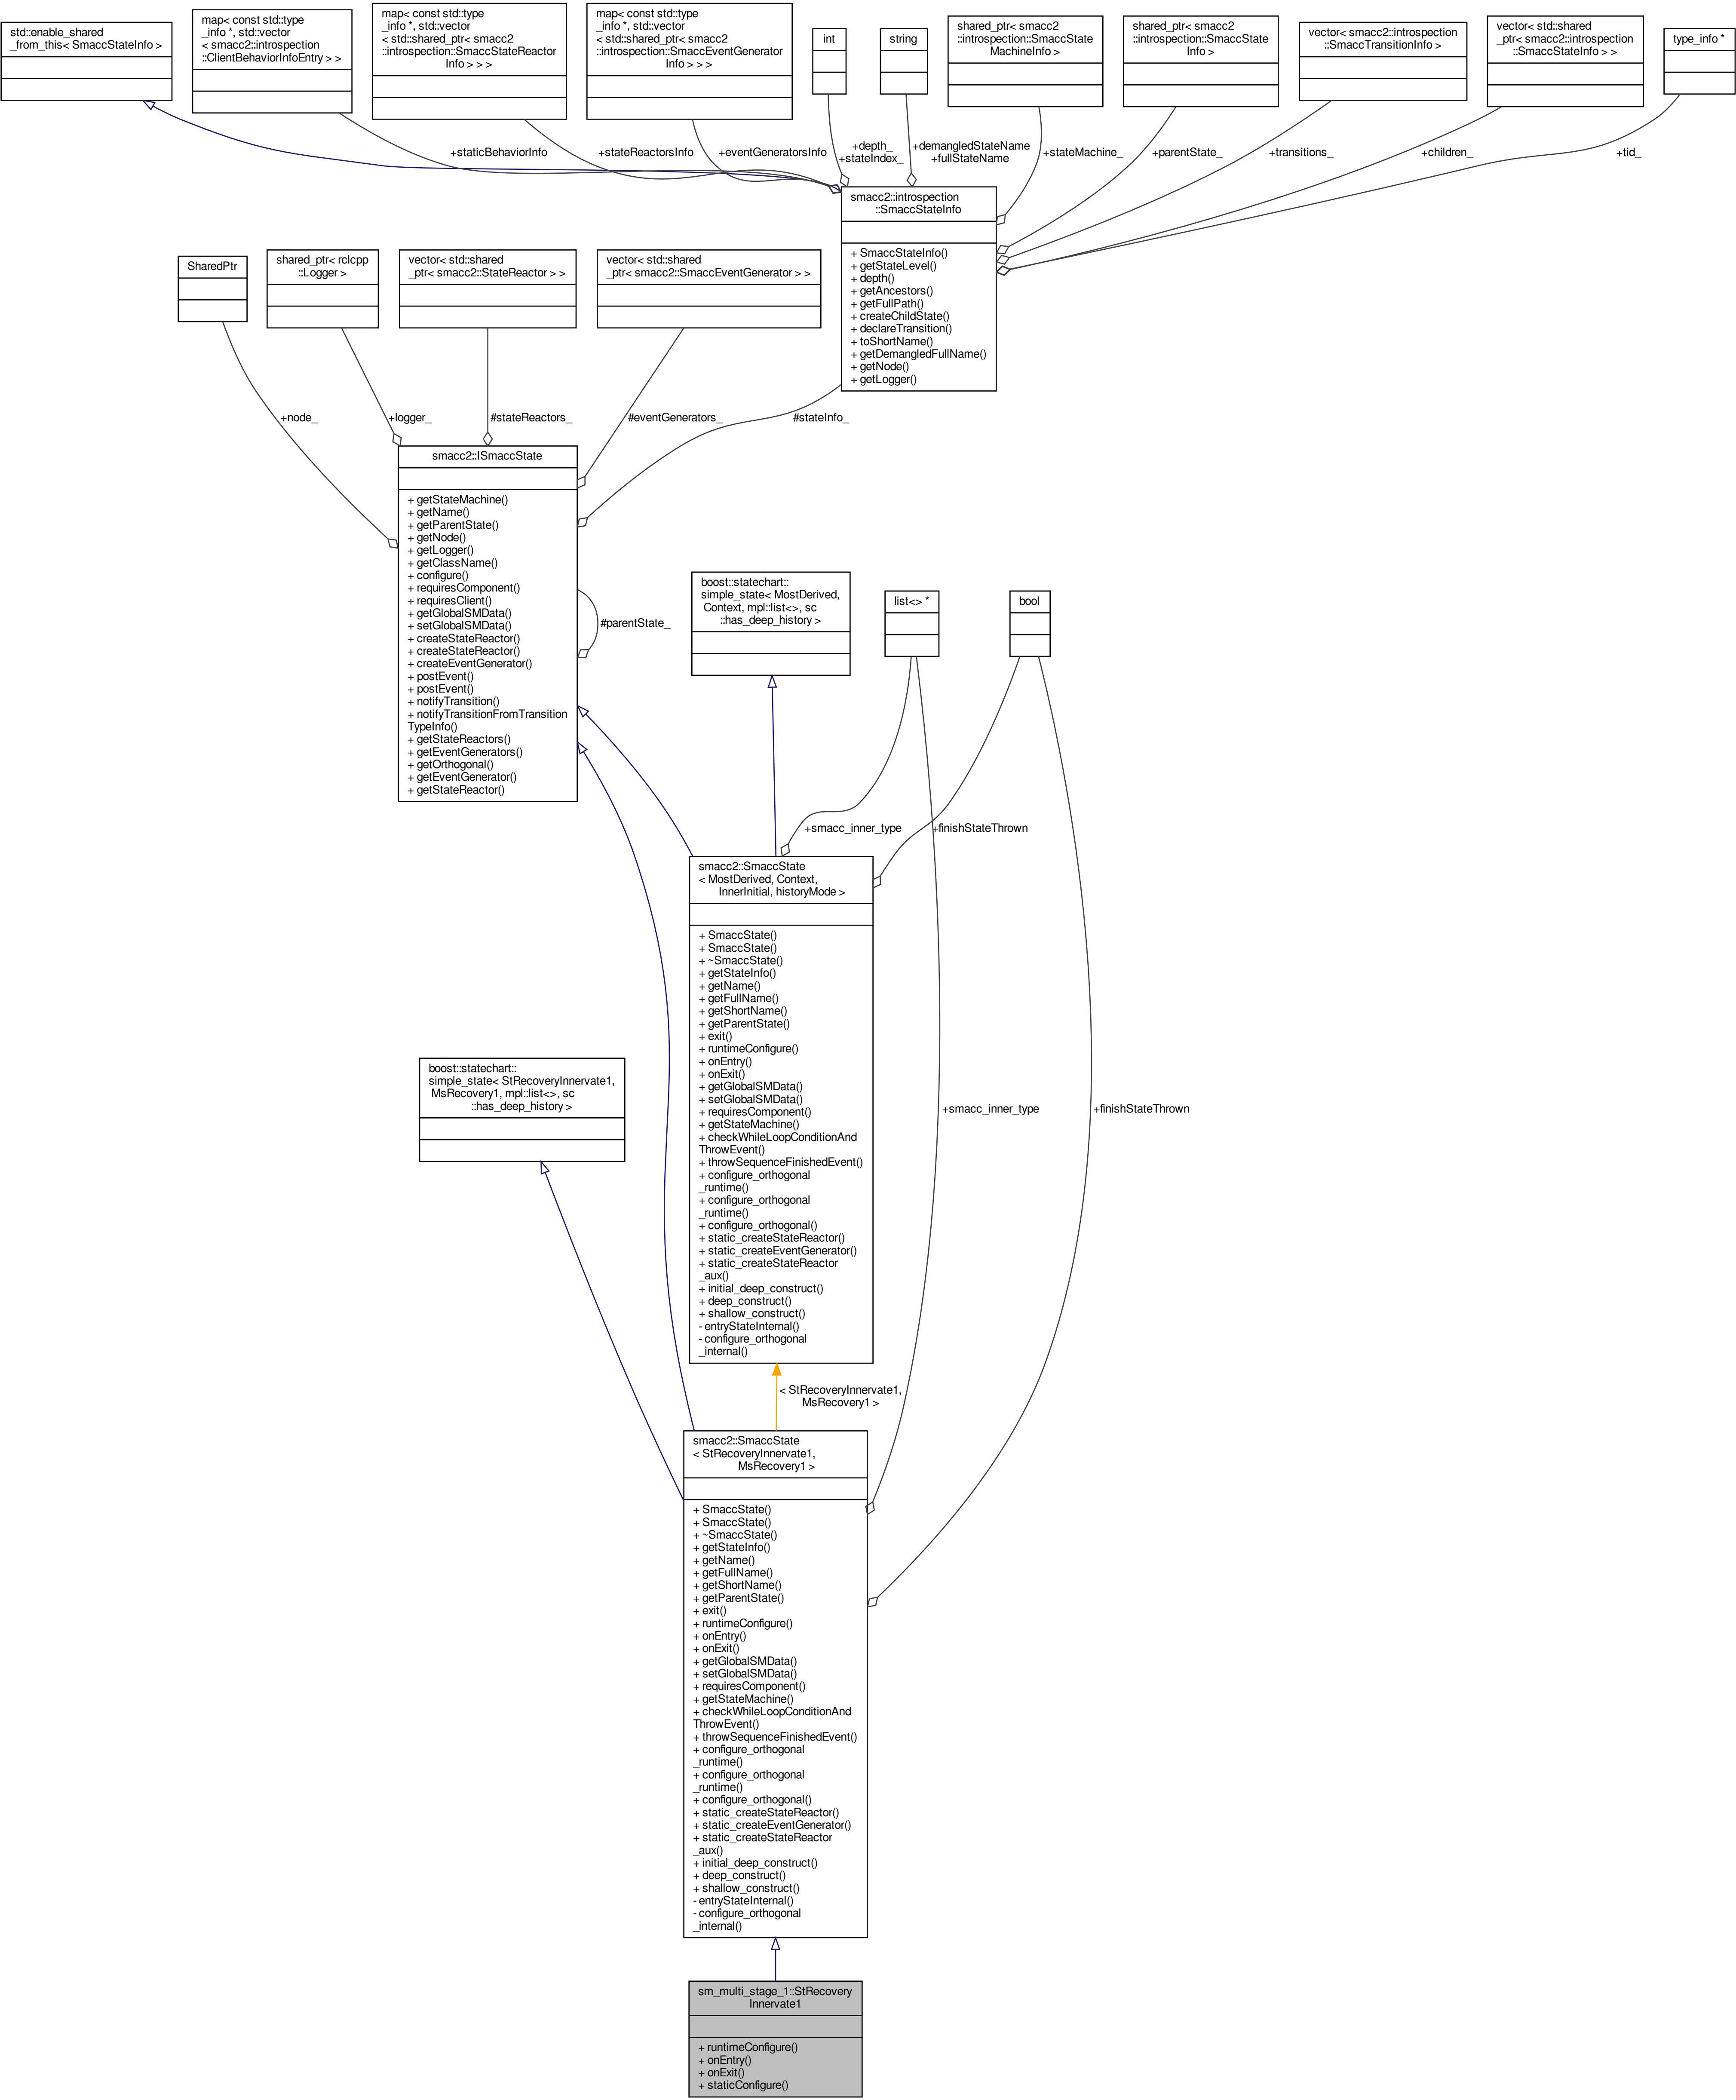 std::enable_shared
_from_this< SmaccStateInfo >
map< const std::type
_info *, std::vector
< smacc2::introspection
::ClientBehaviorInfoEntry > >
map< const std::type
_info *, std::vector
< std::shared_ptr< smacc2
::introspection::SmaccStateReactor
Info > > >
map< const std::type
_info *, std::vector
< std::shared_ptr< smacc2
::introspection::SmaccEventGenerator
Info > > >
int
string
shared_ptr< smacc2
::introspection::SmaccState
MachineInfo >
shared_ptr< smacc2
::introspection::SmaccState
Info >
vector< smacc2::introspection
::SmaccTransitionInfo >
vector< std::shared
_ptr< smacc2::introspection
::SmaccStateInfo > >
type_info *
+staticBehaviorInfo
+stateReactorsInfo
+eventGeneratorsInfo
+depth_
+stateIndex_
+demangledStateName
+fullStateName
+stateMachine_
+parentState_
+transitions_
+children_
+tid_
smacc2::introspection
::SmaccStateInfo
+ SmaccStateInfo()
+ getStateLevel()
+ depth()
+ getAncestors()
+ getFullPath()
+ createChildState()
+ declareTransition()
+ toShortName()
+ getDemangledFullName()
+ getNode()
+ getLogger()
SharedPtr
shared_ptr< rclcpp
::Logger >
vector< std::shared
_ptr< smacc2::StateReactor > >
vector< std::shared
_ptr< smacc2::SmaccEventGenerator > >
+node_
+logger_
#stateReactors_
#eventGenerators_
#stateInfo_
smacc2::ISmaccState
+ getStateMachine()
+ getName()
+ getParentState()
+ getNode()
+ getLogger()
+ getClassName()
+ configure()
+ requiresComponent()
+ requiresClient()
+ getGlobalSMData()
+ setGlobalSMData()
+ createStateReactor()
+ createStateReactor()
+ createEventGenerator()
+ postEvent()
+ postEvent()
+ notifyTransition()
+ notifyTransitionFromTransition
TypeInfo()
+ getStateReactors()
+ getEventGenerators()
+ getOrthogonal()
+ getEventGenerator()
+ getStateReactor()
#parentState_
boost::statechart::
simple_state< MostDerived,
Context, mpl::list<>, sc
::has_deep_history >
list<> *
bool
+smacc_inner_type
+finishStateThrown
smacc2::SmaccState
< MostDerived, Context,
InnerInitial, historyMode >
+ SmaccState()
+ SmaccState()
+ ~SmaccState()
+ getStateInfo()
+ getName()
+ getFullName()
+ getShortName()
+ getParentState()
+ exit()
+ runtimeConfigure()
+ onEntry()
+ onExit()
+ getGlobalSMData()
+ setGlobalSMData()
+ requiresComponent()
+ getStateMachine()
+ checkWhileLoopConditionAnd
ThrowEvent()
+ throwSequenceFinishedEvent()
+ configure_orthogonal
_runtime()
+ configure_orthogonal
_runtime()
+ configure_orthogonal()
+ static_createStateReactor()
+ static_createEventGenerator()
+ static_createStateReactor
_aux()
+ initial_deep_construct()
+ deep_construct()
+ shallow_construct()
- entryStateInternal()
- configure_orthogonal
_internal()
boost::statechart::
simple_state< StRecoveryInnervate1,
MsRecovery1, mpl::list<>, sc
::has_deep_history >
+smacc_inner_type
+finishStateThrown
< StRecoveryInnervate1,
MsRecovery1 >
smacc2::SmaccState
< StRecoveryInnervate1,
MsRecovery1 >
+ SmaccState()
+ SmaccState()
+ ~SmaccState()
+ getStateInfo()
+ getName()
+ getFullName()
+ getShortName()
+ getParentState()
+ exit()
+ runtimeConfigure()
+ onEntry()
+ onExit()
+ getGlobalSMData()
+ setGlobalSMData()
+ requiresComponent()
+ getStateMachine()
+ checkWhileLoopConditionAnd
ThrowEvent()
+ throwSequenceFinishedEvent()
+ configure_orthogonal
_runtime()
+ configure_orthogonal
_runtime()
+ configure_orthogonal()
+ static_createStateReactor()
+ static_createEventGenerator()
+ static_createStateReactor
_aux()
+ initial_deep_construct()
+ deep_construct()
+ shallow_construct()
- entryStateInternal()
- configure_orthogonal
_internal()
sm_multi_stage_1::StRecovery
Innervate1
+ runtimeConfigure()
+ onEntry()
+ onExit()
+ staticConfigure()